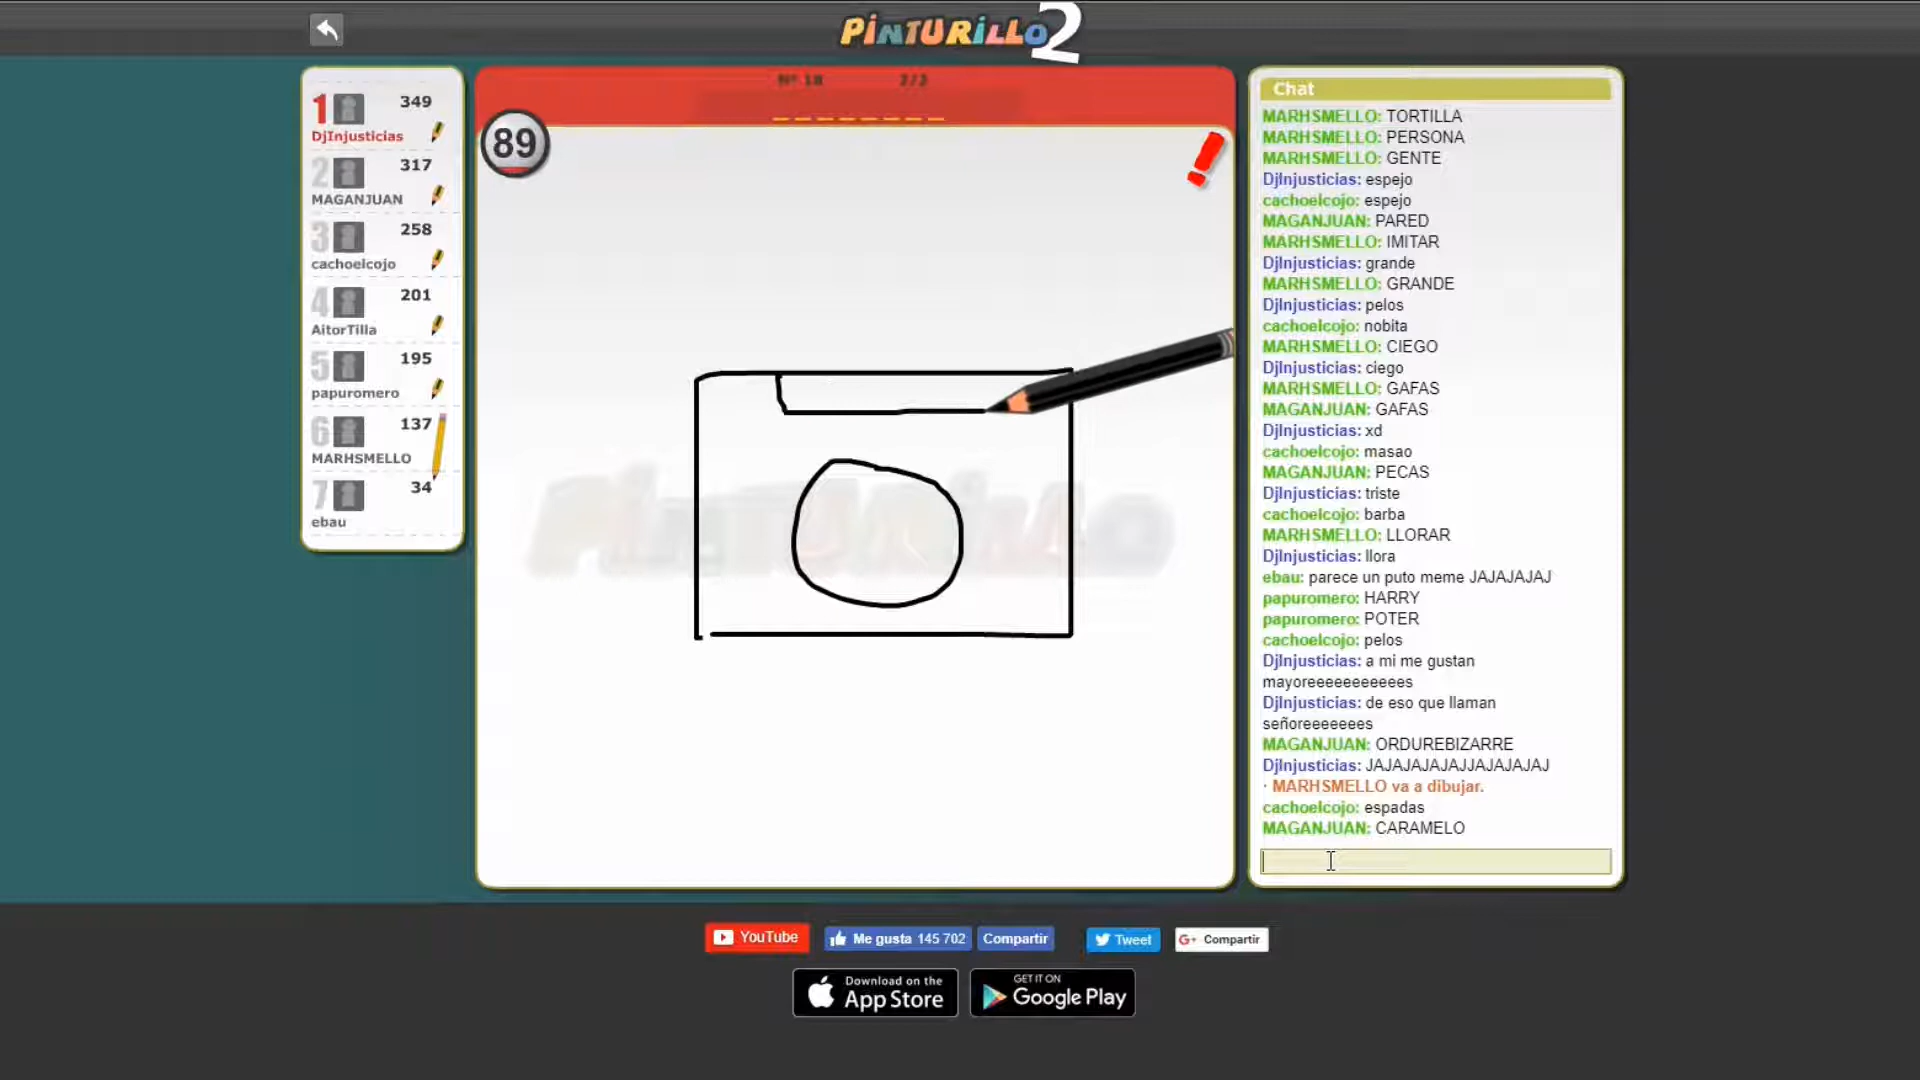 PiNTURiLLO2
Nº 18
89
1 349
DjInjusticias
2 317
MAGANJUAN
3 258
cachoelcojo
4 201
AitorTilla
5 195
papuromero
6 137
MARHSMELLO
7 34
ebau
PiNTURiLLO
Chat
MARHSMELLO: TORTILLA
MARHSMELLO: PERSONA
MARHSMELLO: GENTE
DjInjusticias: espejo
cachoelcojo: espejo
MAGANJUAN: PARED
MARHSMELLO: IMITAR
DjInjusticias: grande
MARHSMELLO: GRANDE
DjInjusticias: pelos
cachoelcojo: nobita
MARHSMELLO: CIEGO
DjInjusticias: ciego
MARHSMELLO: GAFAS
MAGANJUAN: GAFAS
DjInjusticias: xd
cachoelcojo: masao
MAGANJUAN: PECAS
DjInjusticias: triste
cachoelcojo: barba
MARHSMELLO: LLORAR
DjInjusticias: llora
ebau: parece un puto meme JAJAJAJAJ
papuromero: HARRY
papuromero: POTER
cachoelcojo: pelos
DjInjusticias: a mi me gustan
mayoreeeeeeeeeees
DjInjusticias: de eso que llaman
señoreeeeeees
MAGANJUAN: ORDUREBIZARRE
DjInjusticias: JAJAJAJAJAJJAJAJAJAJ
· MARHSMELLO va a dibujar.
cachoelcojo: espadas
MAGANJUAN: CARAMELO
YouTube
Me gusta 145 702
Compartir
Tweet
G+ Compartir
Download on the
App Store
GET IT ON
Google Play